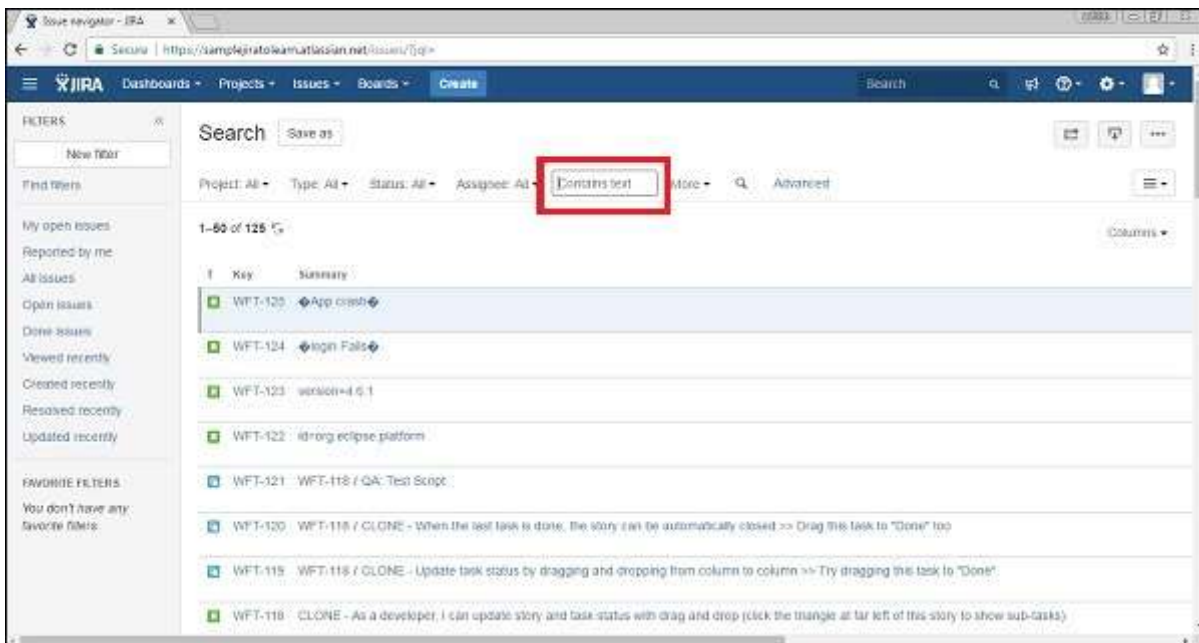 Issue navigator - JIRA
Secure | https://samplejiratolearn.atlassian.net/issues/?jql=
JIRA Dashboards Projects Issues Boards Create Search
FILTERS
New filter
Find filters
My open issues
Reported by me
All issues
Open issues
Done issues
Viewed recently
Created recently
Resolved recently
Updated recently
FAVORITE FILTERS
You don't have any
favorite filters.
Search Save as
Project: All Type: All Status: All Assignee: All Contains text More Advanced
1–50 of 125
Columns
T Key Summary
WFT-125 �App crash�
WFT-124 �login Fails�
WFT-123 version=4.6.1
WFT-122 id=org.eclipse.platform
WFT-121 WFT-118 / QA: Test Script
WFT-120 WFT-118 / CLONE - When the last task is done, the story can be automatically closed >> Drag this task to "Done" too
WFT-119 WFT-118 / CLONE - Update task status by dragging and dropping from column to column >> Try dragging this task to "Done"
WFT-118 CLONE - As a developer, I can update story and task status with drag and drop (click the triangle at far left of this story to show sub-tasks)